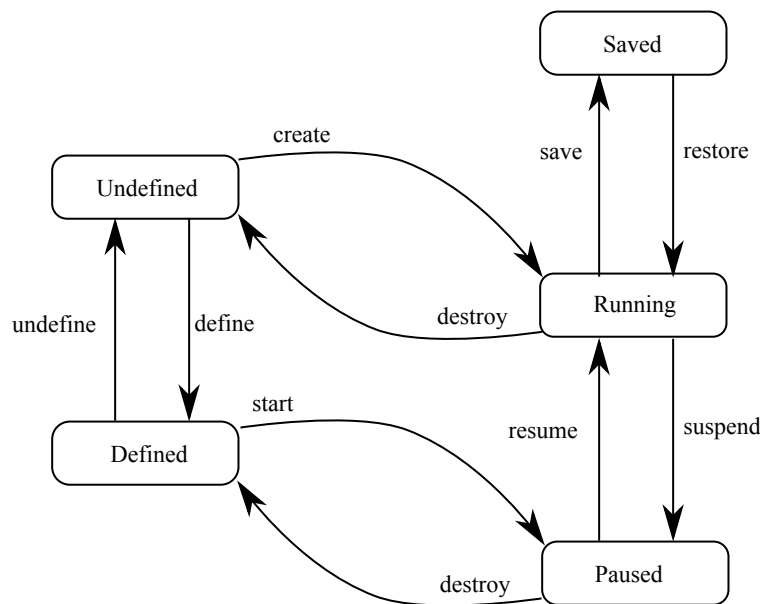 Saved
create
save
restore
Undefined
Running
undefine
define
destroy
start
resume
suspend
Defined
destroy
Paused